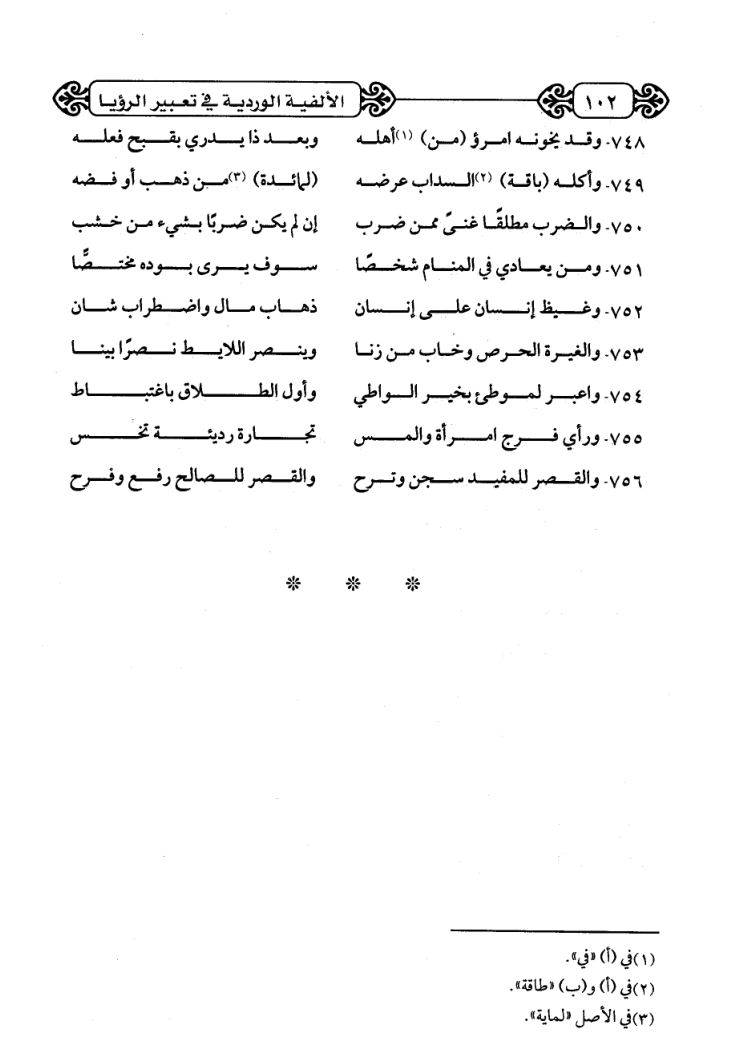 ١٠٢ الألفية الوردية في تعبير الرؤيا
٧٤٨- وقد يخونه امرؤ (من) (١) أهله وبعد ذا يدري بقبح فعله
٧٤٩- وأكله (باقة) (٢) السداب عرضه (لمائدة) (٣) من ذهب أو فضه
٧٥٠- والضرب مطلقًا غنىً ممن ضرب إن لم يكن ضربًا بشيء من خشب
٧٥١- ومن يعادي في المنام شخصًا سوف يرى بوده مختصًّا
٧٥٢- وغيظ إنسان على إنسان ذهاب مال واضطراب شان
٧٥٣- والغيرة الحرص وخاب من زنا وينصر اللايط نصرًا بينا
٧٥٤- واعبر لموطئ بخير الواطي وأول الطلاق باغتباط
٧٥٥- ورأي فرج امرأة والمس تجارة رديئة تخس
٧٥٦- والقصر للمفيد سجن وترح والقصر للصالح رفع وفرح
* * *
(١) في (أ) «في».
(٢) في (أ) و(ب) «طاقة».
(٣) في الأصل «لماية».